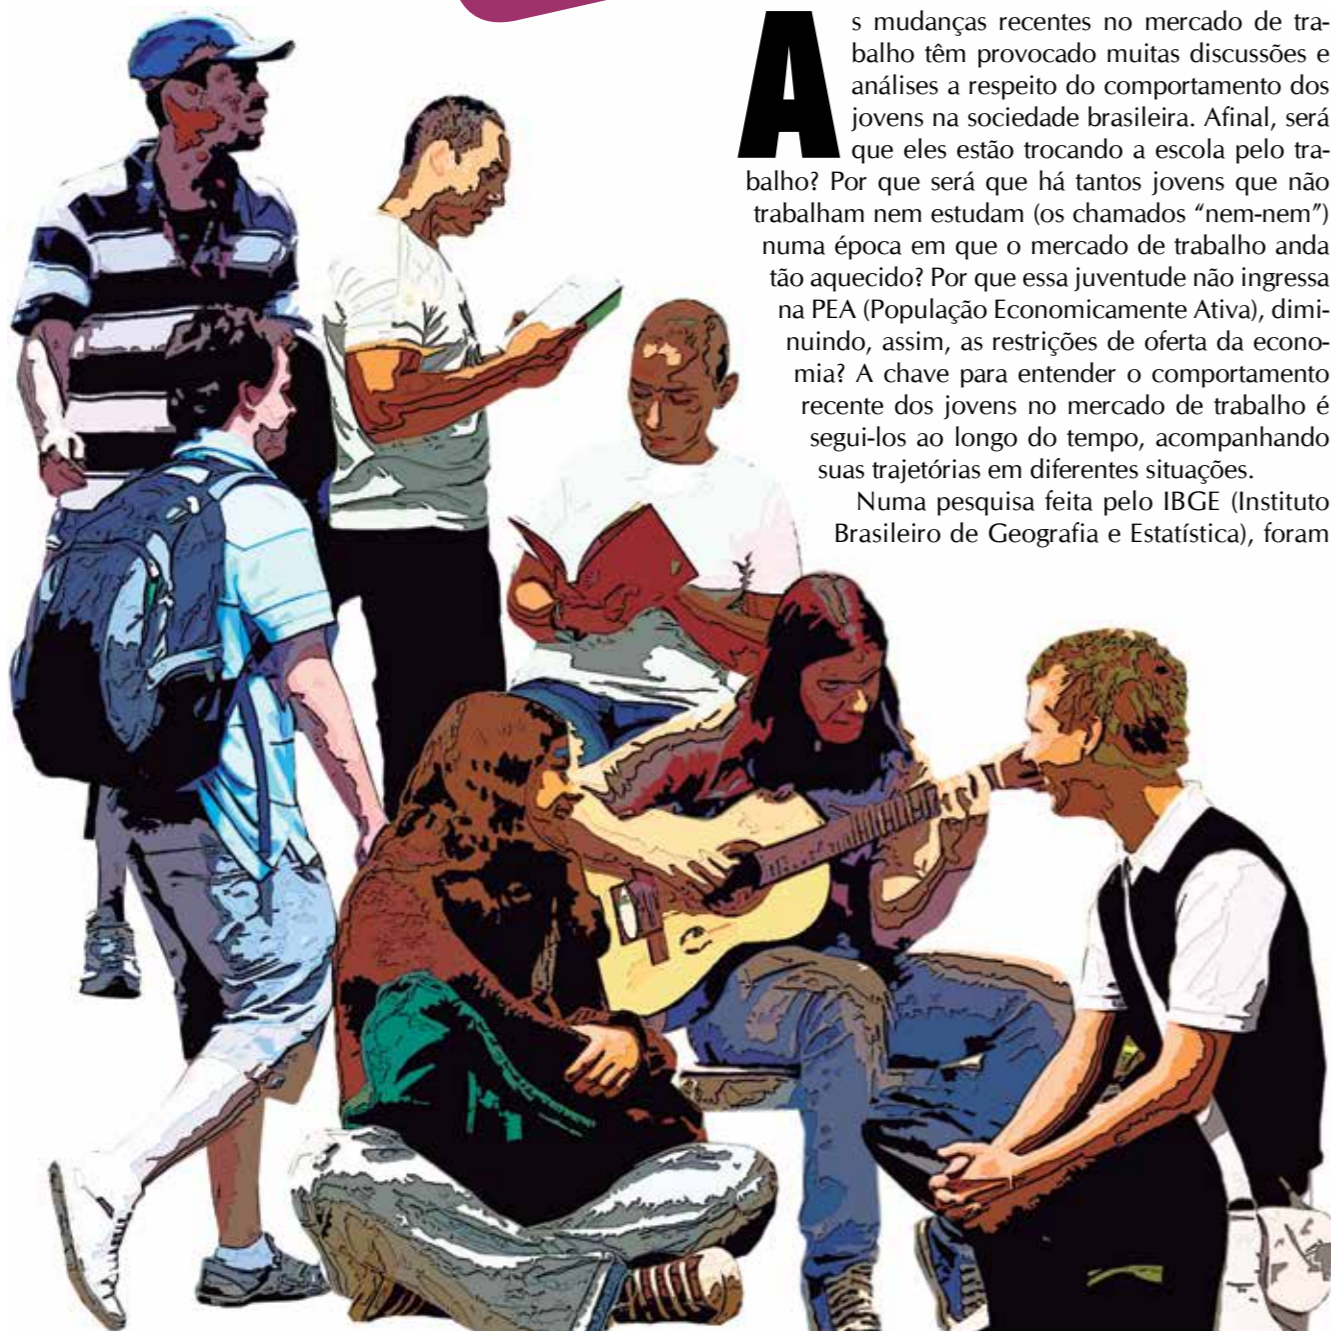 As mudanças recentes no mercado de tra-
balho têm provocado muitas discussões e
análises a respeito do comportamento dos
jovens na sociedade brasileira. Afinal, será
que eles estão trocando a escola pelo tra-
balho? Por que será que há tantos jovens que não
trabalham nem estudam (os chamados “nem-nem”)
numa época em que o mercado de trabalho anda
tão aquecido? Por que essa juventude não ingressa
na PEA (População Economicamente Ativa), dimi-
nuindo, assim, as restrições de oferta da econo-
mia? A chave para entender o comportamento
recente dos jovens no mercado de trabalho é
segui-los ao longo do tempo, acompanhando
suas trajetórias em diferentes situações.
Numa pesquisa feita pelo IBGE (Instituto
Brasileiro de Geografia e Estatística), foram